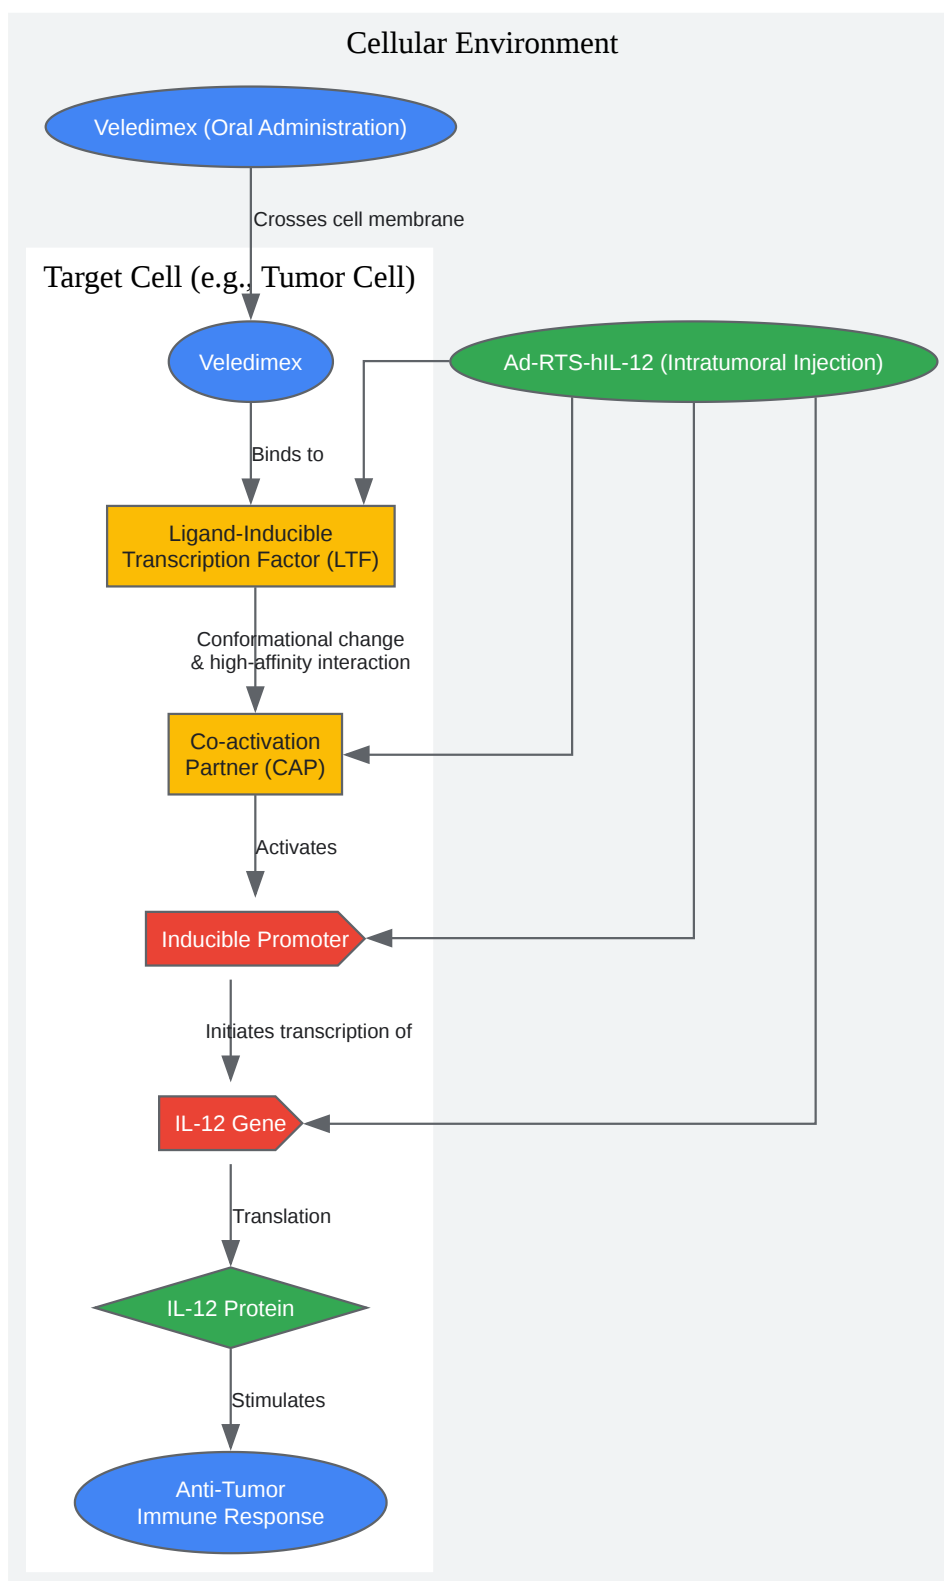 Cellular Environment
Veledimex (Oral Administration)
Crosses cell membrane
Target Cell (e.g., Tumor Cell)
Veledimex
Ad-RTS-hIL-12 (Intratumoral Injection)
Binds to
Ligand-Inducible
Transcription Factor (LTF)
Conformational change
& high-affinity interaction
Co-activation
Partner (CAP)
Activates
Inducible Promoter
Initiates transcription of
IL-12 Gene
Translation
IL-12 Protein
Stimulates
Anti-Tumor
Immune Response